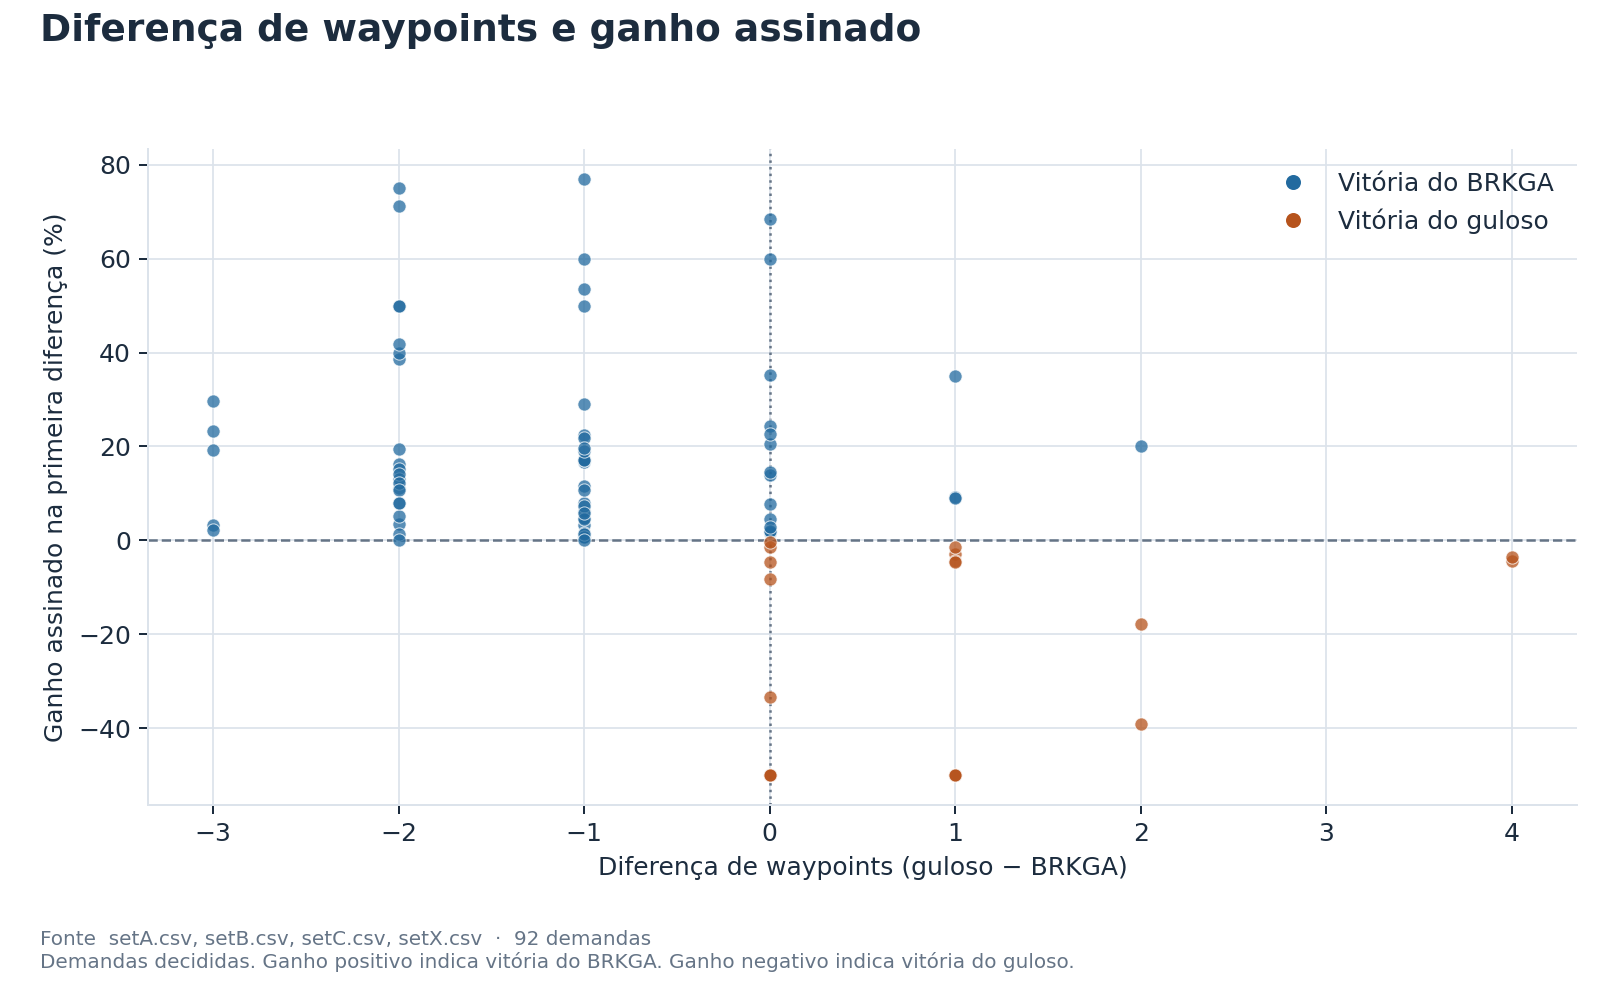 Diferença de waypoints e ganho assinado
Vitória do BRKGA
Vitória do guloso
Ganho assinado na primeira diferença (%)
80
60
40
20
0
−20
−40
−3
−2
−1
0
1
2
3
4
Diferença de waypoints (guloso − BRKGA)
Fonte  setA.csv, setB.csv, setC.csv, setX.csv  ·  92 demandas
Demandas decididas. Ganho positivo indica vitória do BRKGA. Ganho negativo indica vitória do guloso.